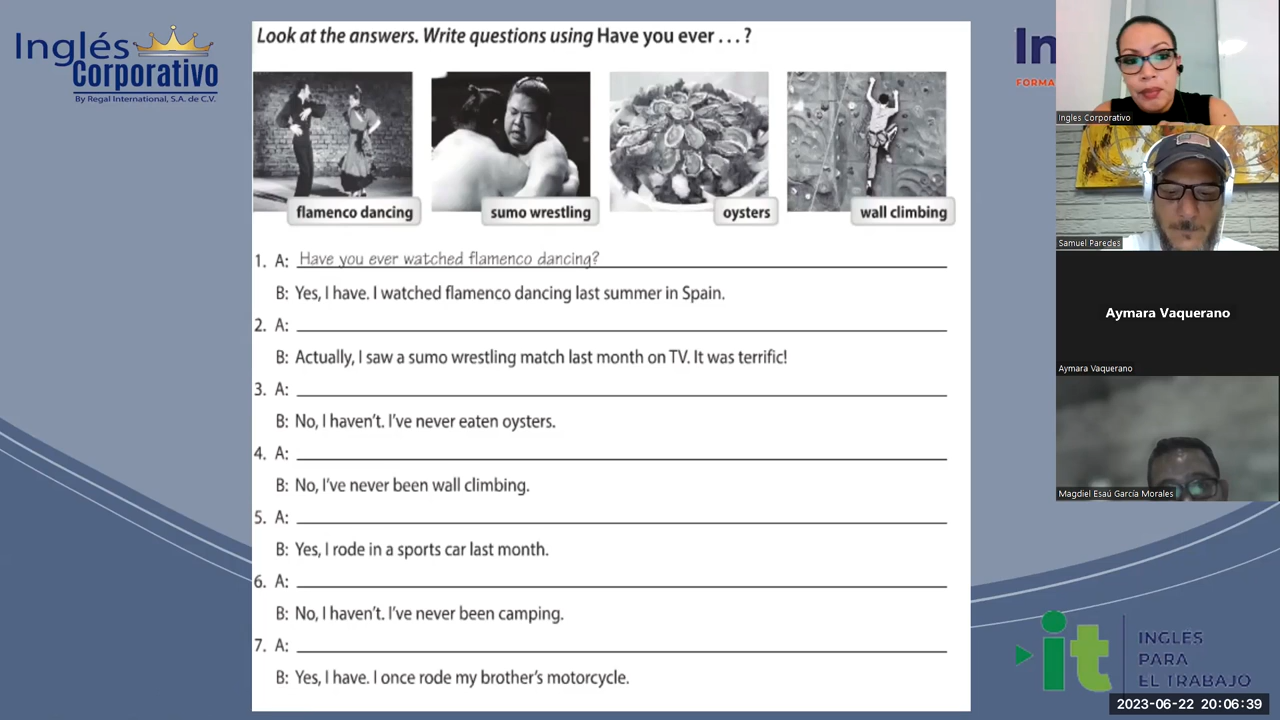 Inglés
Corporativo
By Regal International, S.A. de C.V.
Look at the answers. Write questions using Have you ever . . . ?
flamenco dancing
sumo wrestling
oysters
wall climbing
1. A: Have you ever watched flamenco dancing?
B: Yes, I have. I watched flamenco dancing last summer in Spain.
2. A:
B: Actually, I saw a sumo wrestling match last month on TV. It was terrific!
3. A:
B: No, I haven't. I've never eaten oysters.
4. A:
B: No, I've never been wall climbing.
5. A:
B: Yes, I rode in a sports car last month.
6. A:
B: No, I haven't. I've never been camping.
7. A:
B: Yes, I have. I once rode my brother's motorcycle.
In
FORMA
Ingles Corporativo
Samuel Paredes
Aymara Vaquerano
Aymara Vaquerano
Magdiel Esaú García Morales
it
INGLES
PARA
EL TRABAJO
2023-06-22 20:06:39